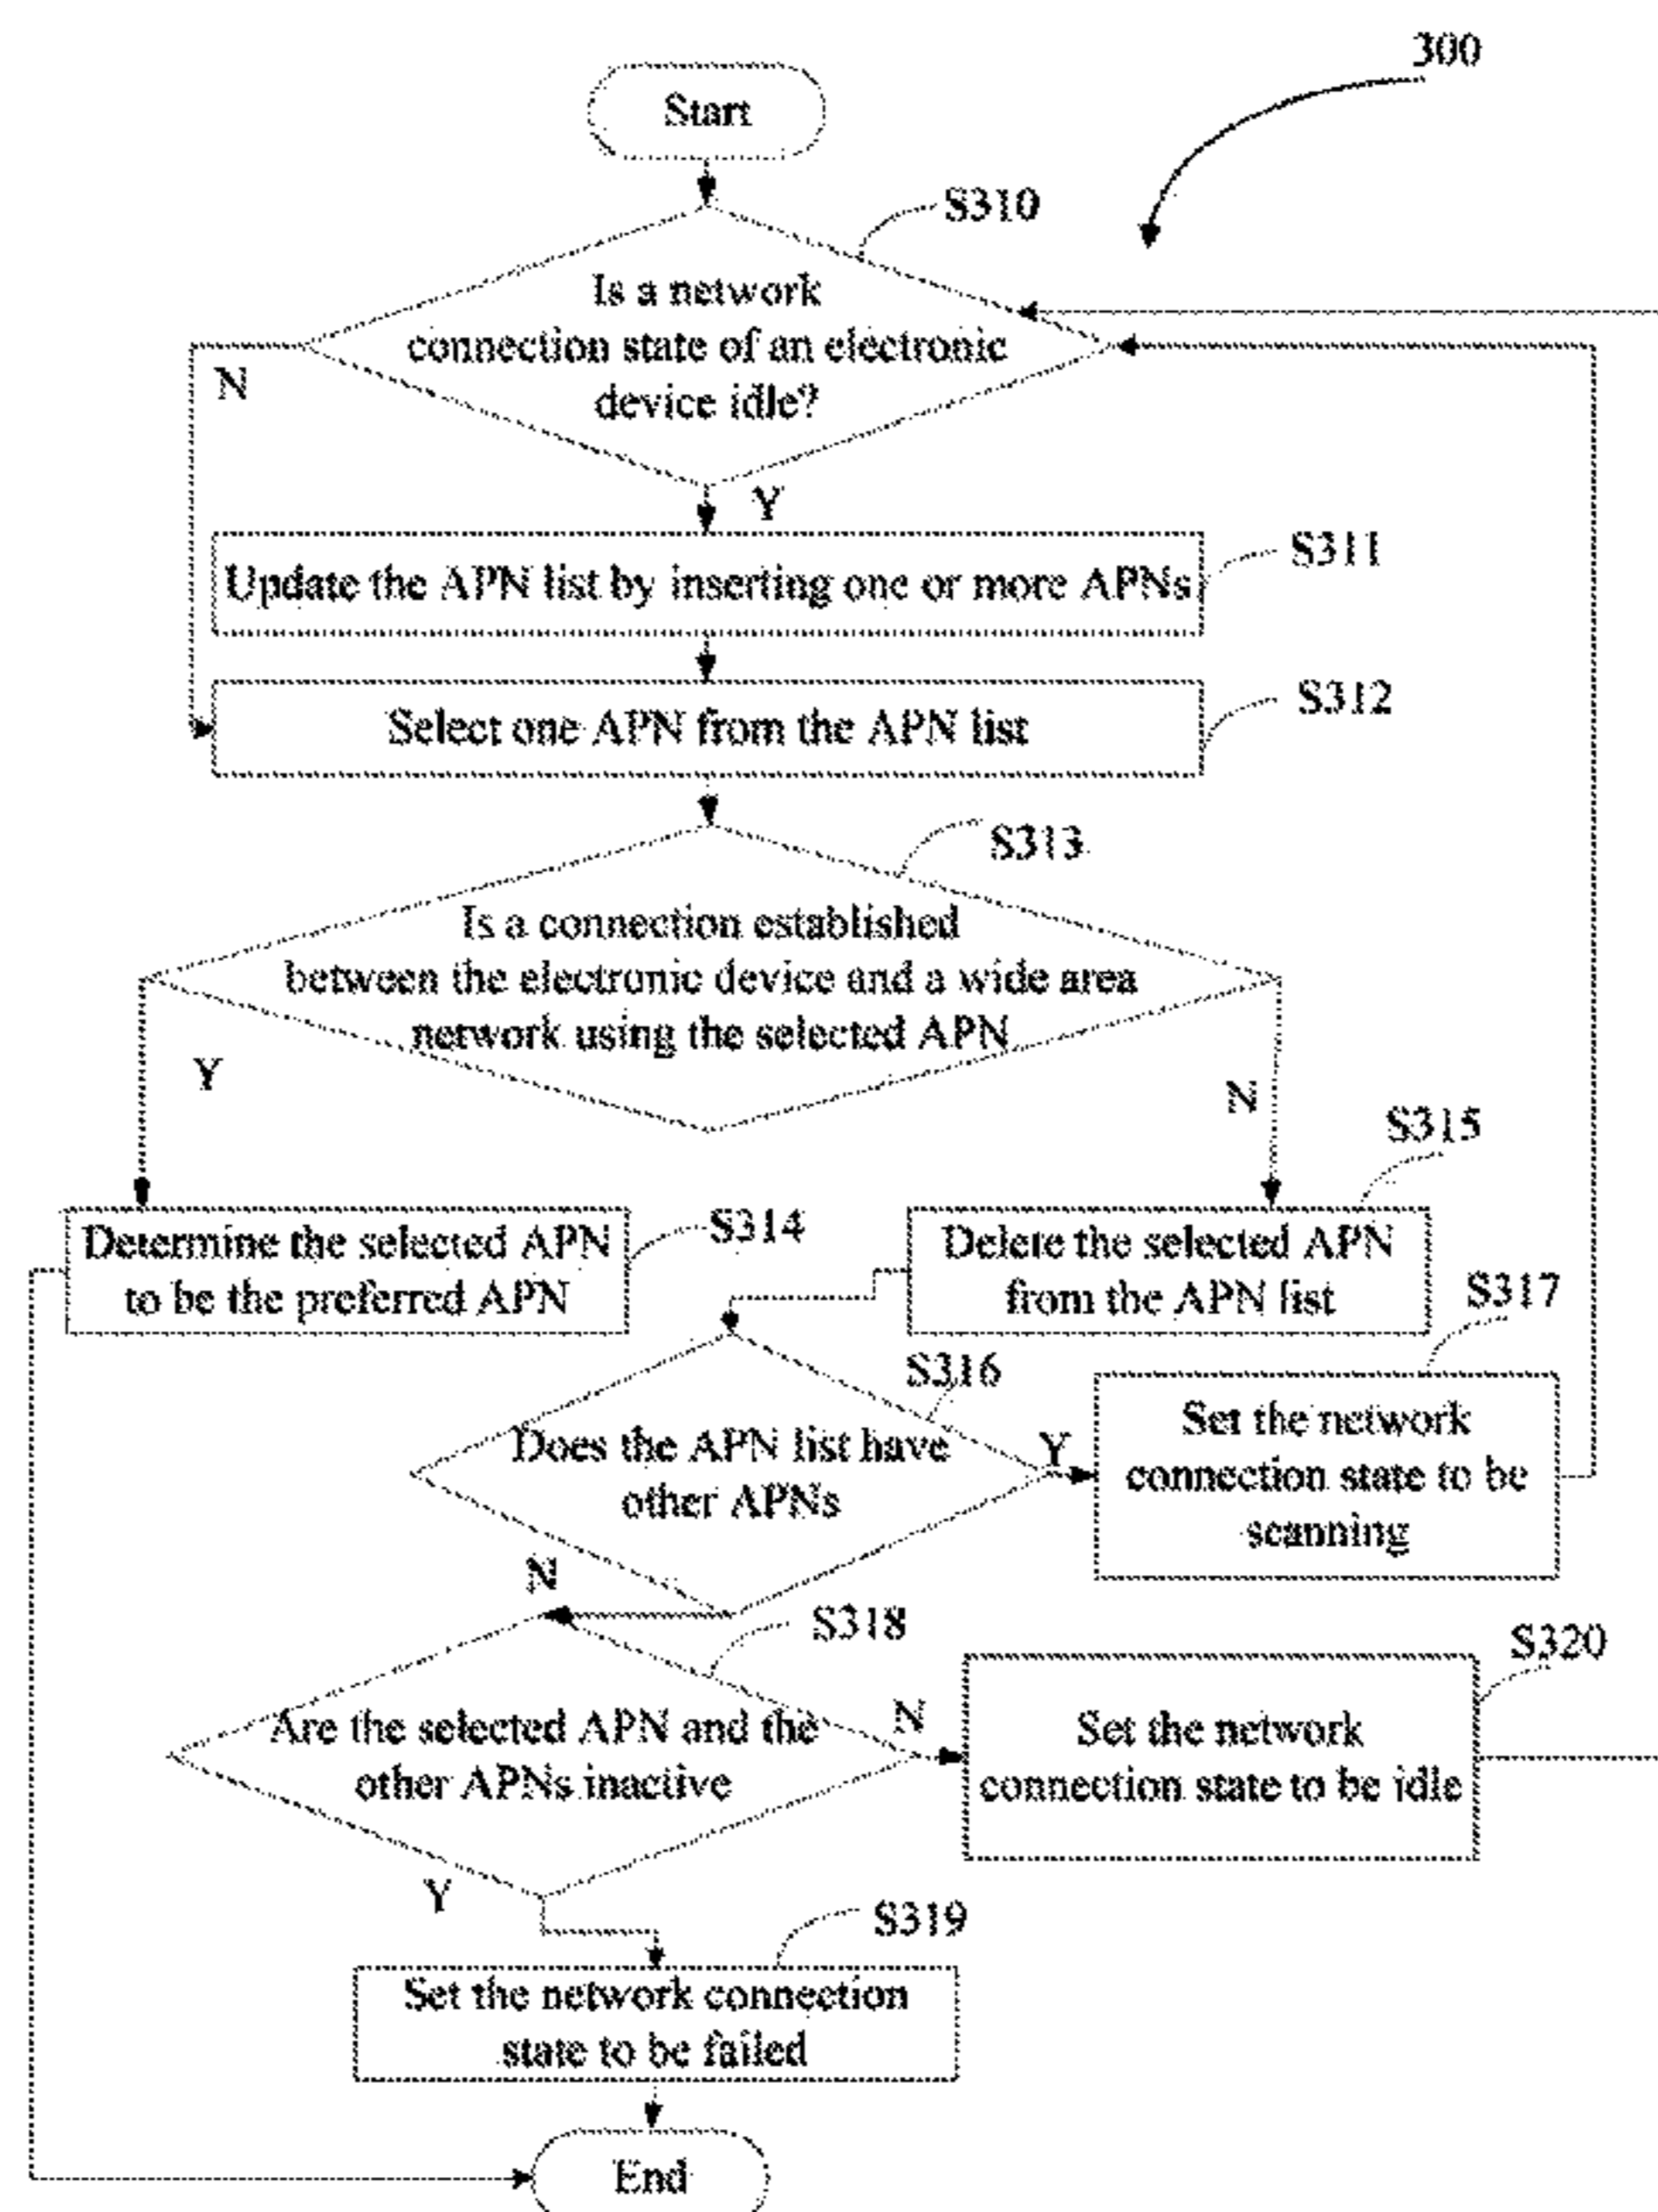 300
Start
S310
Is a network
connection state of an electronic
device idle?
N
Y
S311
Update the APN list by inserting one or more APNs
S312
Select one APN from the APN list
S313
Is a connection established
between the electronic device and a wide area
network using the selected APN
Y
N
S315
Determine the selected APN
to be the preferred APN
S314
Delete the selected APN
from the APN list
S317
S316
Does the APN list have
other APNs
Y
Set the network
connection state to be
scanning
N
S318
S320
Are the selected APN and the
other APNs inactive
N
Set the network
connection state to be idle
Y
S319
Set the network connection
state to be failed
End